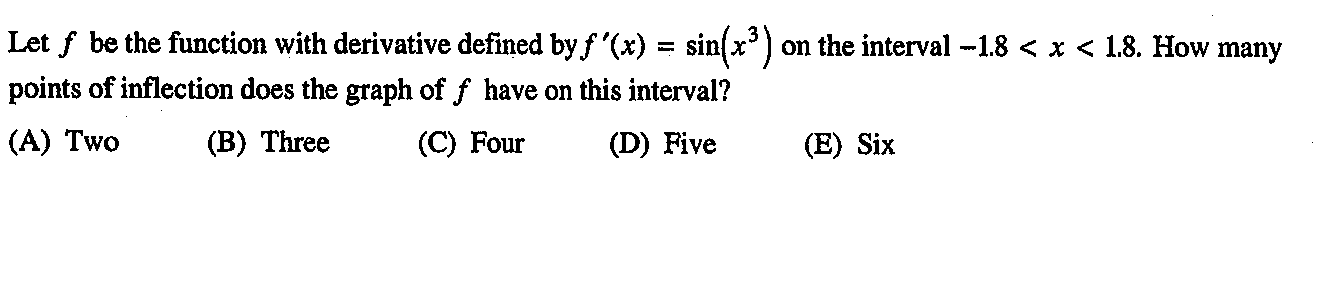 Let f be the function with derivative defined by f ′(x) = sin(x³) on the interval −1.8 < x < 1.8. How many
points of inflection does the graph of f have on this interval?
(A) Two (B) Three (C) Four (D) Five (E) Six